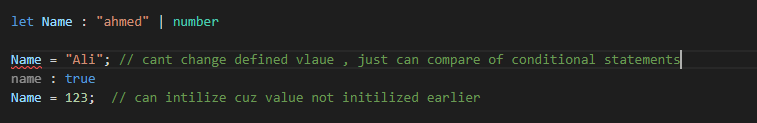 let Name : "ahmed" | number
Name = "Ali"; // cant change defined vlaue , just can compare of conditional statements
name : true
Name = 123;  // can intilize cuz value not initilized earlier